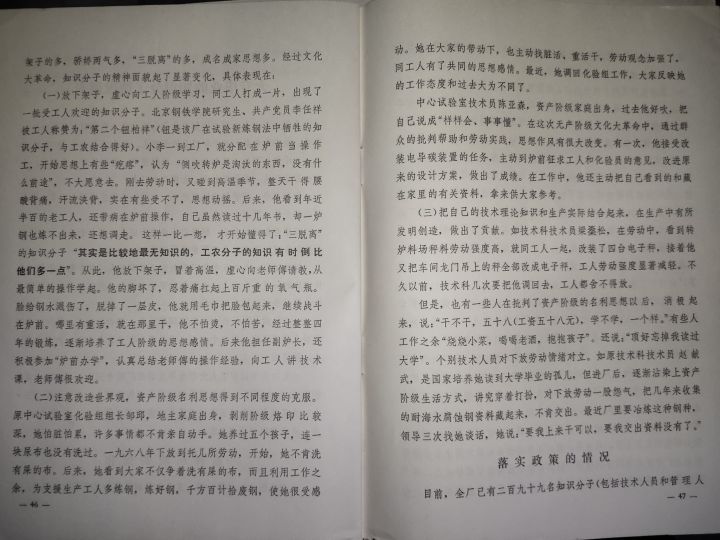 架子的多，骄娇两气多，“三脱离”的多，成名成家思想多。经过文化
大革命，知识分子的精神面貌起了显著变化，具体表现在：
(一)放下架子，虚心向工人阶级学习，同工人打成一片，出现了
一批受工人欢迎的知识分子。北京钢铁学院研究生、共产党员李任祥
被工人称赞为：“第二个钮柏祥”(钮是该厂在试验新炼钢法中牺牲的知
识分子，与工农结合得好)。小李一到工厂，就分配在炉前当操作
工，开始思想上有些“疙瘩”，认为“侧吹转炉是淘汰的东西，没有什
么前途”，不大愿意去。刚去劳动时，又碰到高温季节，整天干得腰
酸背痛，汗流浃背，实在有些受不了，思想动摇。后来，他看到年近
半百的老工人，还带病在炉前操作，自己虽然读过十几年书，却一炉
钢也炼不出来，还想调走。这样一比一想，才开始懂得了：“三脱离”
的知识分子“其实是比较地最无知识的，工农分子的知识有时倒比
他们多一点”。从此，他放下架子，冒着高温，虚心向老师傅请教，从
最简单的操作学起。他的脚坏了，忍着痛扛起上百斤重的氧气瓶。
脸给钢水溅伤了，脱掉了一层皮，他就用毛巾把脸包起来，继续战斗
在炉前。哪里有重活，就在那里干，他不怕烫，不怕苦，经过整整四
年的锻炼，逐渐培养了工人阶级的思想感情。后来他担任副炉长，还
积极参加“炉前办学”，认真总结老师傅的操作经验，向工人讲技术
课，老师傅很欢迎。
(二)注意改造世界观，资产阶级名利思想得到不同程度的克服。
原中心试验室化验组组长邹邱，地主家庭出身，剥削阶级烙印比较
深，她怕脏怕累，许多事情都不肯亲自动手。她养过五个孩子，连一
块尿布也没有洗过。一九六八年下放到托儿所劳动，开始，她不肯洗
有屎的布。后来，她看到大家不仅争着洗有屎的布，而且利用工作之
余，为支援生产工人多炼钢，炼好钢，千方百计拾废钢，使她很受感
— 46 —
动。她在大家的带动下，也主动找脏活、重活干，劳动观念加强了，
同工人有了共同的思想感情。最近，她调回化验组工作，大家反映她
的工作态度和过去大为不同了。
中心试验室技术员陈亚森，资产阶级家庭出身，过去他好吹，把
自己说成“样样会、事事懂”。在这次无产阶级文化大革命中，通过群
众的批判帮助和劳动实践，思想作风有很大改变。有一次，他接受改
装电导碳装置的任务，主动到炉前征求工人和化验员的意见，改进原
来的设计方案，做出了成绩。在工作中，他还主动把自己看到的和藏
在家里的有关资料，拿来供大家参考。
(三)把自己的技术理论知识和生产实际结合起来，在生产中有所
发明创造，做出了贡献。如技术科技术员梁鎏松，在劳动中，看到转
炉料场秤料劳动强度高，就同工人一起，改装了四台电子秤，接着他
又把车间龙门吊上的秤全部改成电子秤，工人劳动强度显著减轻。不
久以前，技术科几次要把他调回去，工人都舍不得放。
但是，也有一些人在批判了资产阶级的名利思想以后，消极起
来，说：“干不干，五十八(工资五十八元)，学不学，一个样。”有些人
工作之余“烧烧小菜，喝喝老酒，抱抱孩子”。还说：“顶好忘掉我读过
大学”。个别技术人员对下放劳动情绪对立。如原技术科技术员赵毓
武，是国家培养她读到大学毕业的孤儿，但进厂后，逐渐沾染上资产
阶级生活方式，讲究穿着打扮，对下放劳动一股怨气，把几年来收集
的耐海水腐蚀钢资料藏起来，不肯交出。最近厂里要冶炼这种钢种，
领导三次找她谈话，她说：“要我上来干可以，要我交出资料没有了。”
落实政策的情况
目前，全厂已有二百九十九名知识分子(包括技术人员和管理人
— 47 —